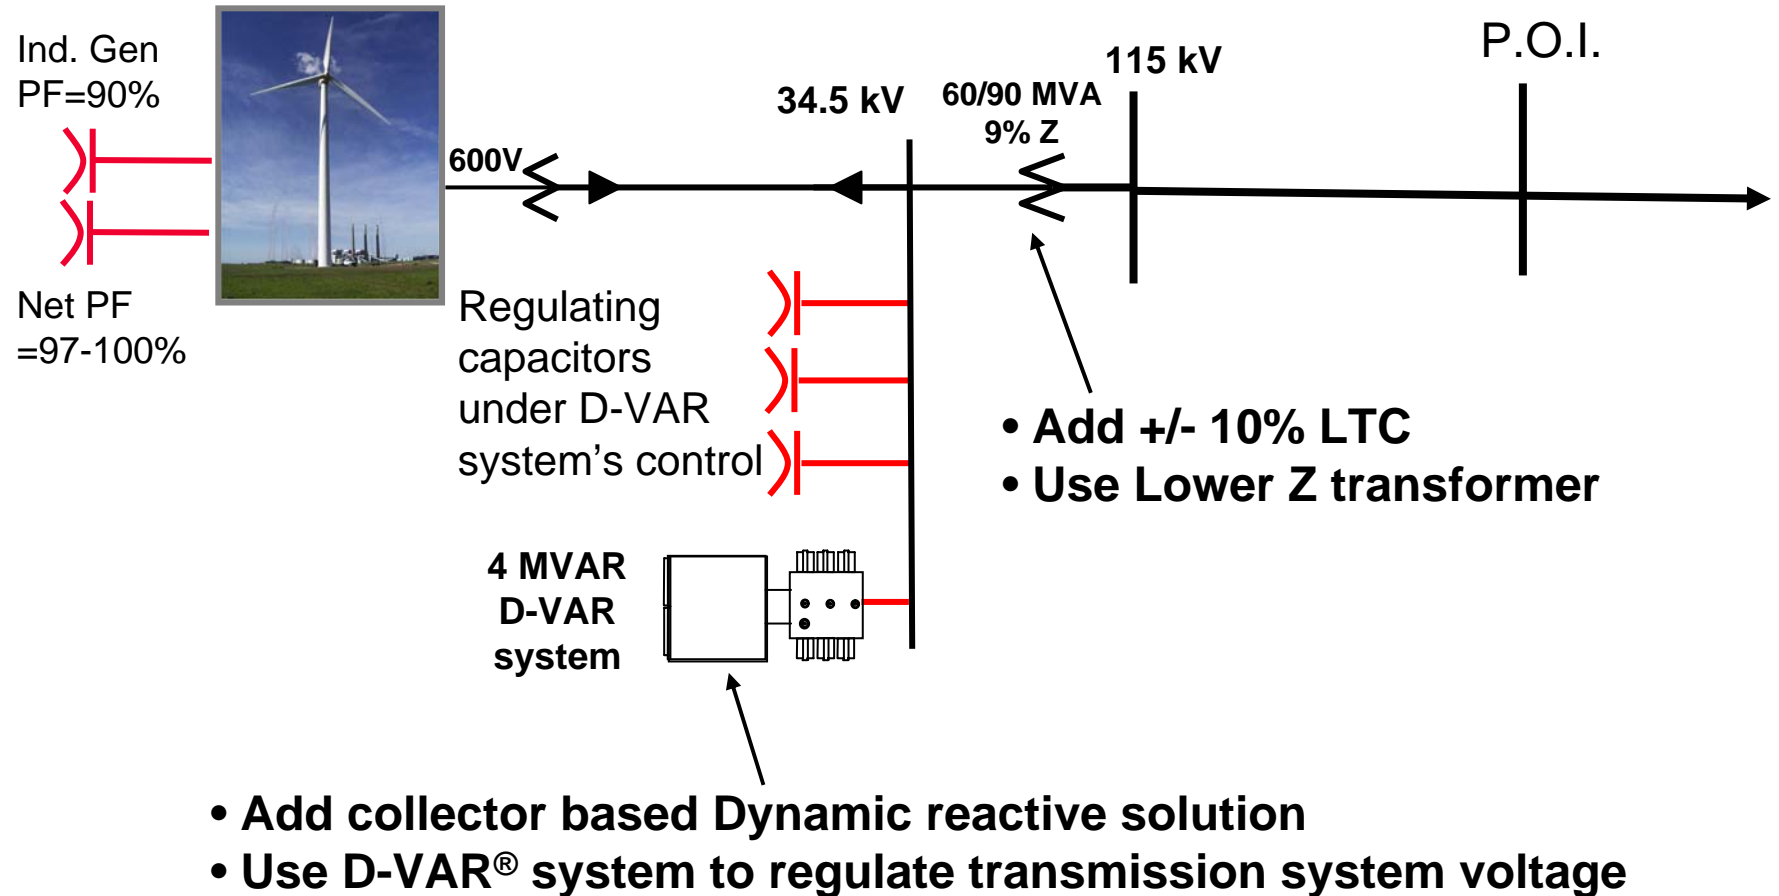 Ind. Gen
PF=90%
Net PF
=97-100%
600V
34.5 kV
60/90 MVA
9% Z
115 kV
P.O.I.
Regulating
capacitors
under D-VAR
system’s control
• Add +/- 10% LTC
• Use Lower Z transformer
4 MVAR
D-VAR
system
• Add collector based Dynamic reactive solution
• Use D-VAR® system to regulate transmission system voltage